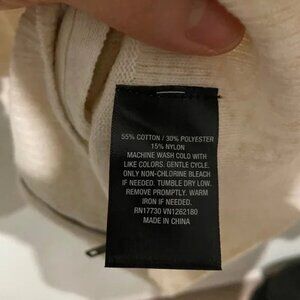 55% COTTON / 30% POLYESTER
15% NYLON
MACHINE WASH COLD WITH
LIKE COLORS. GENTLE CYCLE.
ONLY NON-CHLORINE BLEACH
IF NEEDED. TUMBLE DRY LOW.
REMOVE PROMPTLY. WARM
IRON IF NEEDED.
RN17730 VN1262180
MADE IN CHINA